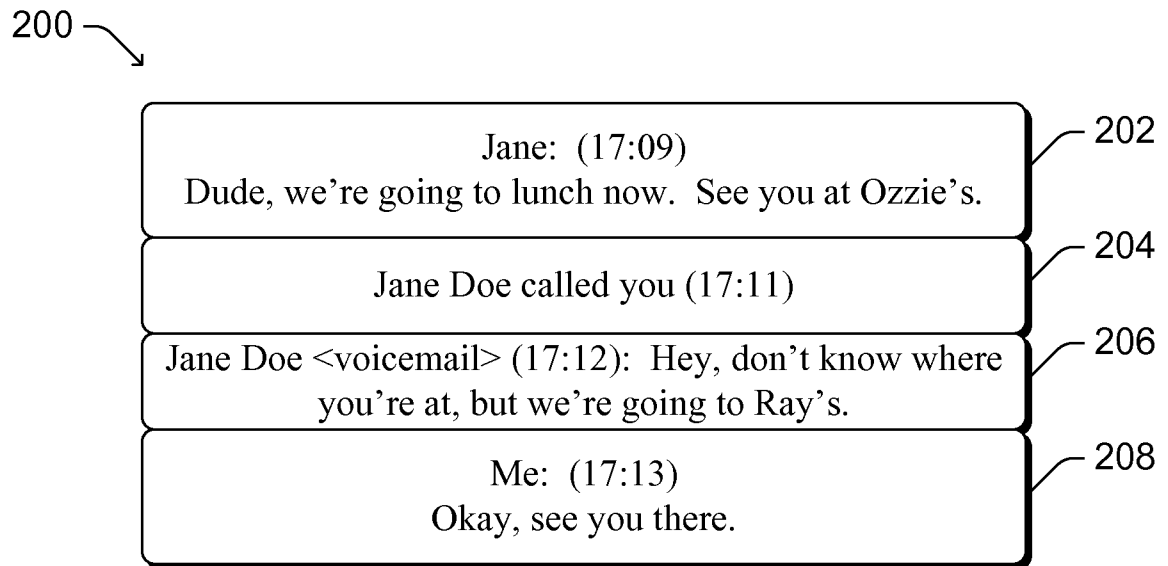 200
Jane:  (17:09)
Dude, we're going to lunch now.  See you at Ozzie's.
202
Jane Doe called you (17:11)
204
Jane Doe <voicemail> (17:12):  Hey, don't know where
you're at, but we're going to Ray's.
206
Me:  (17:13)
Okay, see you there.
208